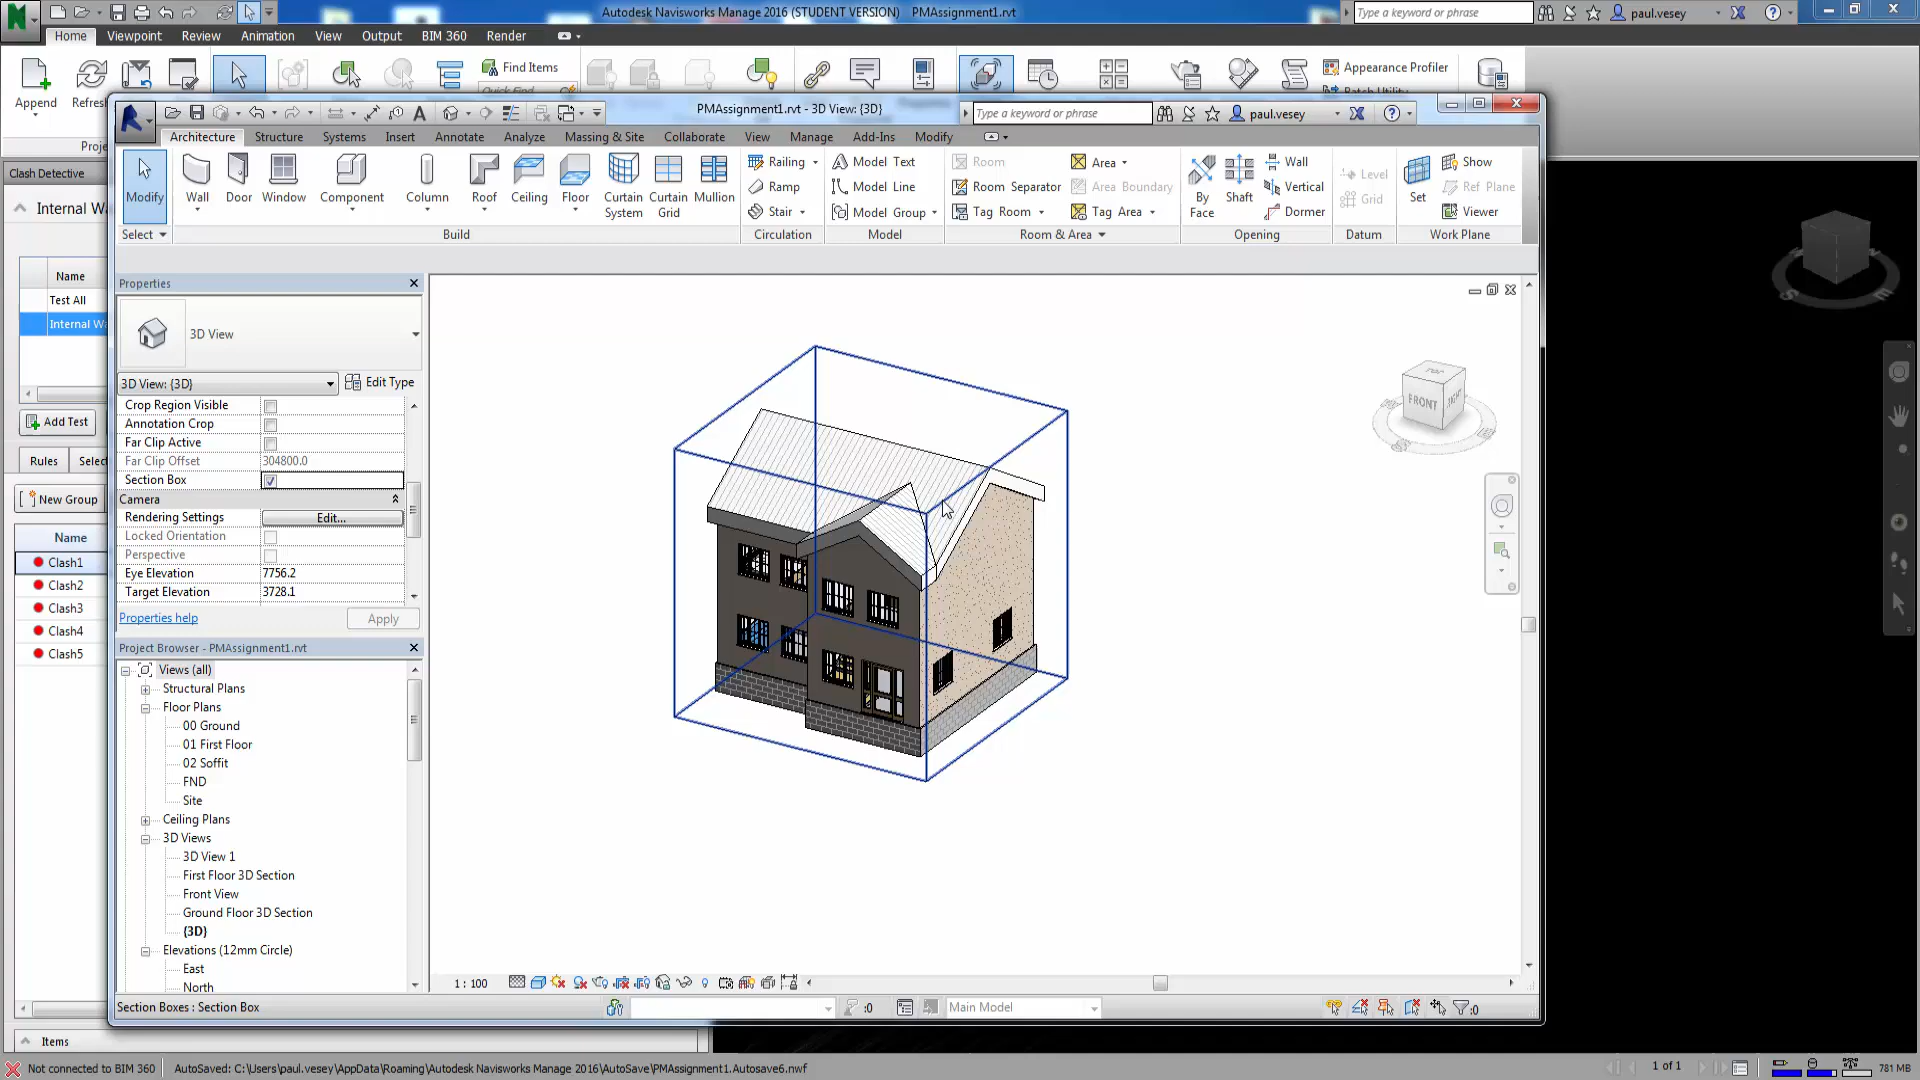 Autodesk Navisworks Manage 2016 (STUDENT VERSION) PMAssignment1.rvt
Type a keyword or phrase
paul.vesey
Home Viewpoint Review Animation View Output BIM 360 Render
Append
Find Items
Appearance Profiler
PMAssignment1.rvt - 3D View: {3D}
Type a keyword or phrase
paul.vesey
Architecture Structure Systems Insert Annotate Analyze Massing & Site Collaborate View Manage Add-Ins Modify
Modify
Wall
Door
Window
Component
Column
Roof
Ceiling
Floor
Curtain System
Curtain Grid
Mullion
Railing
Ramp
Stair
Model Text
Model Line
Model Group
Room
Room Separator
Tag Room
Area
Area Boundary
Tag Area
By Face
Shaft
Wall
Vertical
Dormer
Level
Grid
Set
Show
Ref Plane
Viewer
Select
Build
Circulation
Model
Room & Area
Opening
Datum
Work Plane
Clash Detective
Name
Test All
Add Test
Rules
New Group
Name
Clash1
Clash2
Clash3
Clash4
Clash5
Items
Properties
3D View
3D View: {3D}
Edit Type
Crop Region Visible
Annotation Crop
Far Clip Active
Far Clip Offset 304800.0
Section Box
Camera
Rendering Settings Edit...
Locked Orientation
Perspective
Eye Elevation 7756.2
Target Elevation 3728.1
Properties help
Apply
Project Browser - PMAssignment1.rvt
Views (all)
Structural Plans
Floor Plans
00 Ground
01 First Floor
02 Soffit
FND
Site
Ceiling Plans
3D Views
3D View 1
First Floor 3D Section
Front View
Ground Floor 3D Section
{3D}
Elevations (12mm Circle)
East
North
TOP
FRONT
RIGHT
S
E
1 : 100
Section Boxes : Section Box
:0
Main Model
:0
Not connected to BIM 360
AutoSaved: C:\Users\paul.vesey\AppData\Roaming\Autodesk Navisworks Manage 2016\AutoSave\PMAssignment1.Autosave6.nwf
1 of 1
781 MB